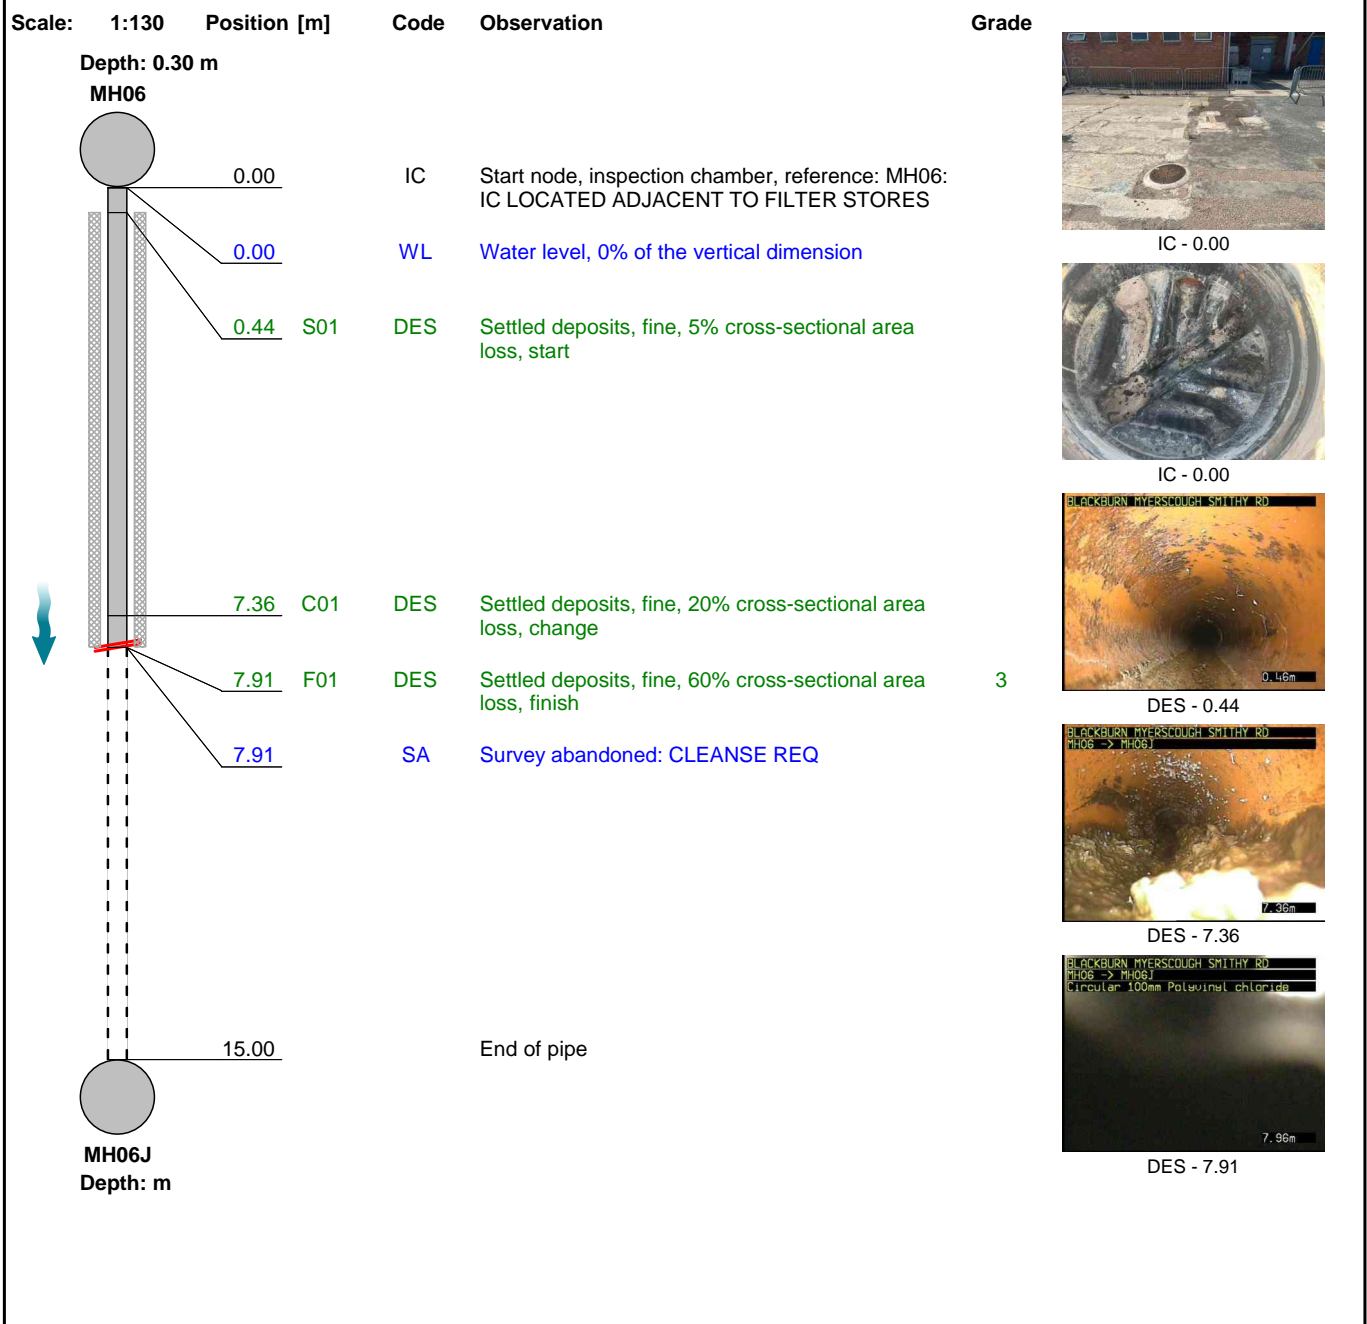 Scale: 1:130 Position [m] Code Observation Grade
Depth: 0.30 m
MH06
0.00 IC Start node, inspection chamber, reference: MH06:
IC LOCATED ADJACENT TO FILTER STORES
0.00 WL Water level, 0% of the vertical dimension
0.44 S01 DES Settled deposits, fine, 5% cross-sectional area
loss, start
7.36 C01 DES Settled deposits, fine, 20% cross-sectional area
loss, change
7.91 F01 DES Settled deposits, fine, 60% cross-sectional area 3
loss, finish
7.91 SA Survey abandoned: CLEANSE REQ
15.00 End of pipe
MH06J
Depth: m
IC - 0.00
IC - 0.00
BLACKBURN MYERSCOUGH SMITHY RD
0.46m
DES - 0.44
BLACKBURN MYERSCOUGH SMITHY RD
MH06 -> MH06J
7.36m
DES - 7.36
BLACKBURN MYERSCOUGH SMITHY RD
MH06 -> MH06J
Circular 100mm Polyvinyl chloride
7.96m
DES - 7.91